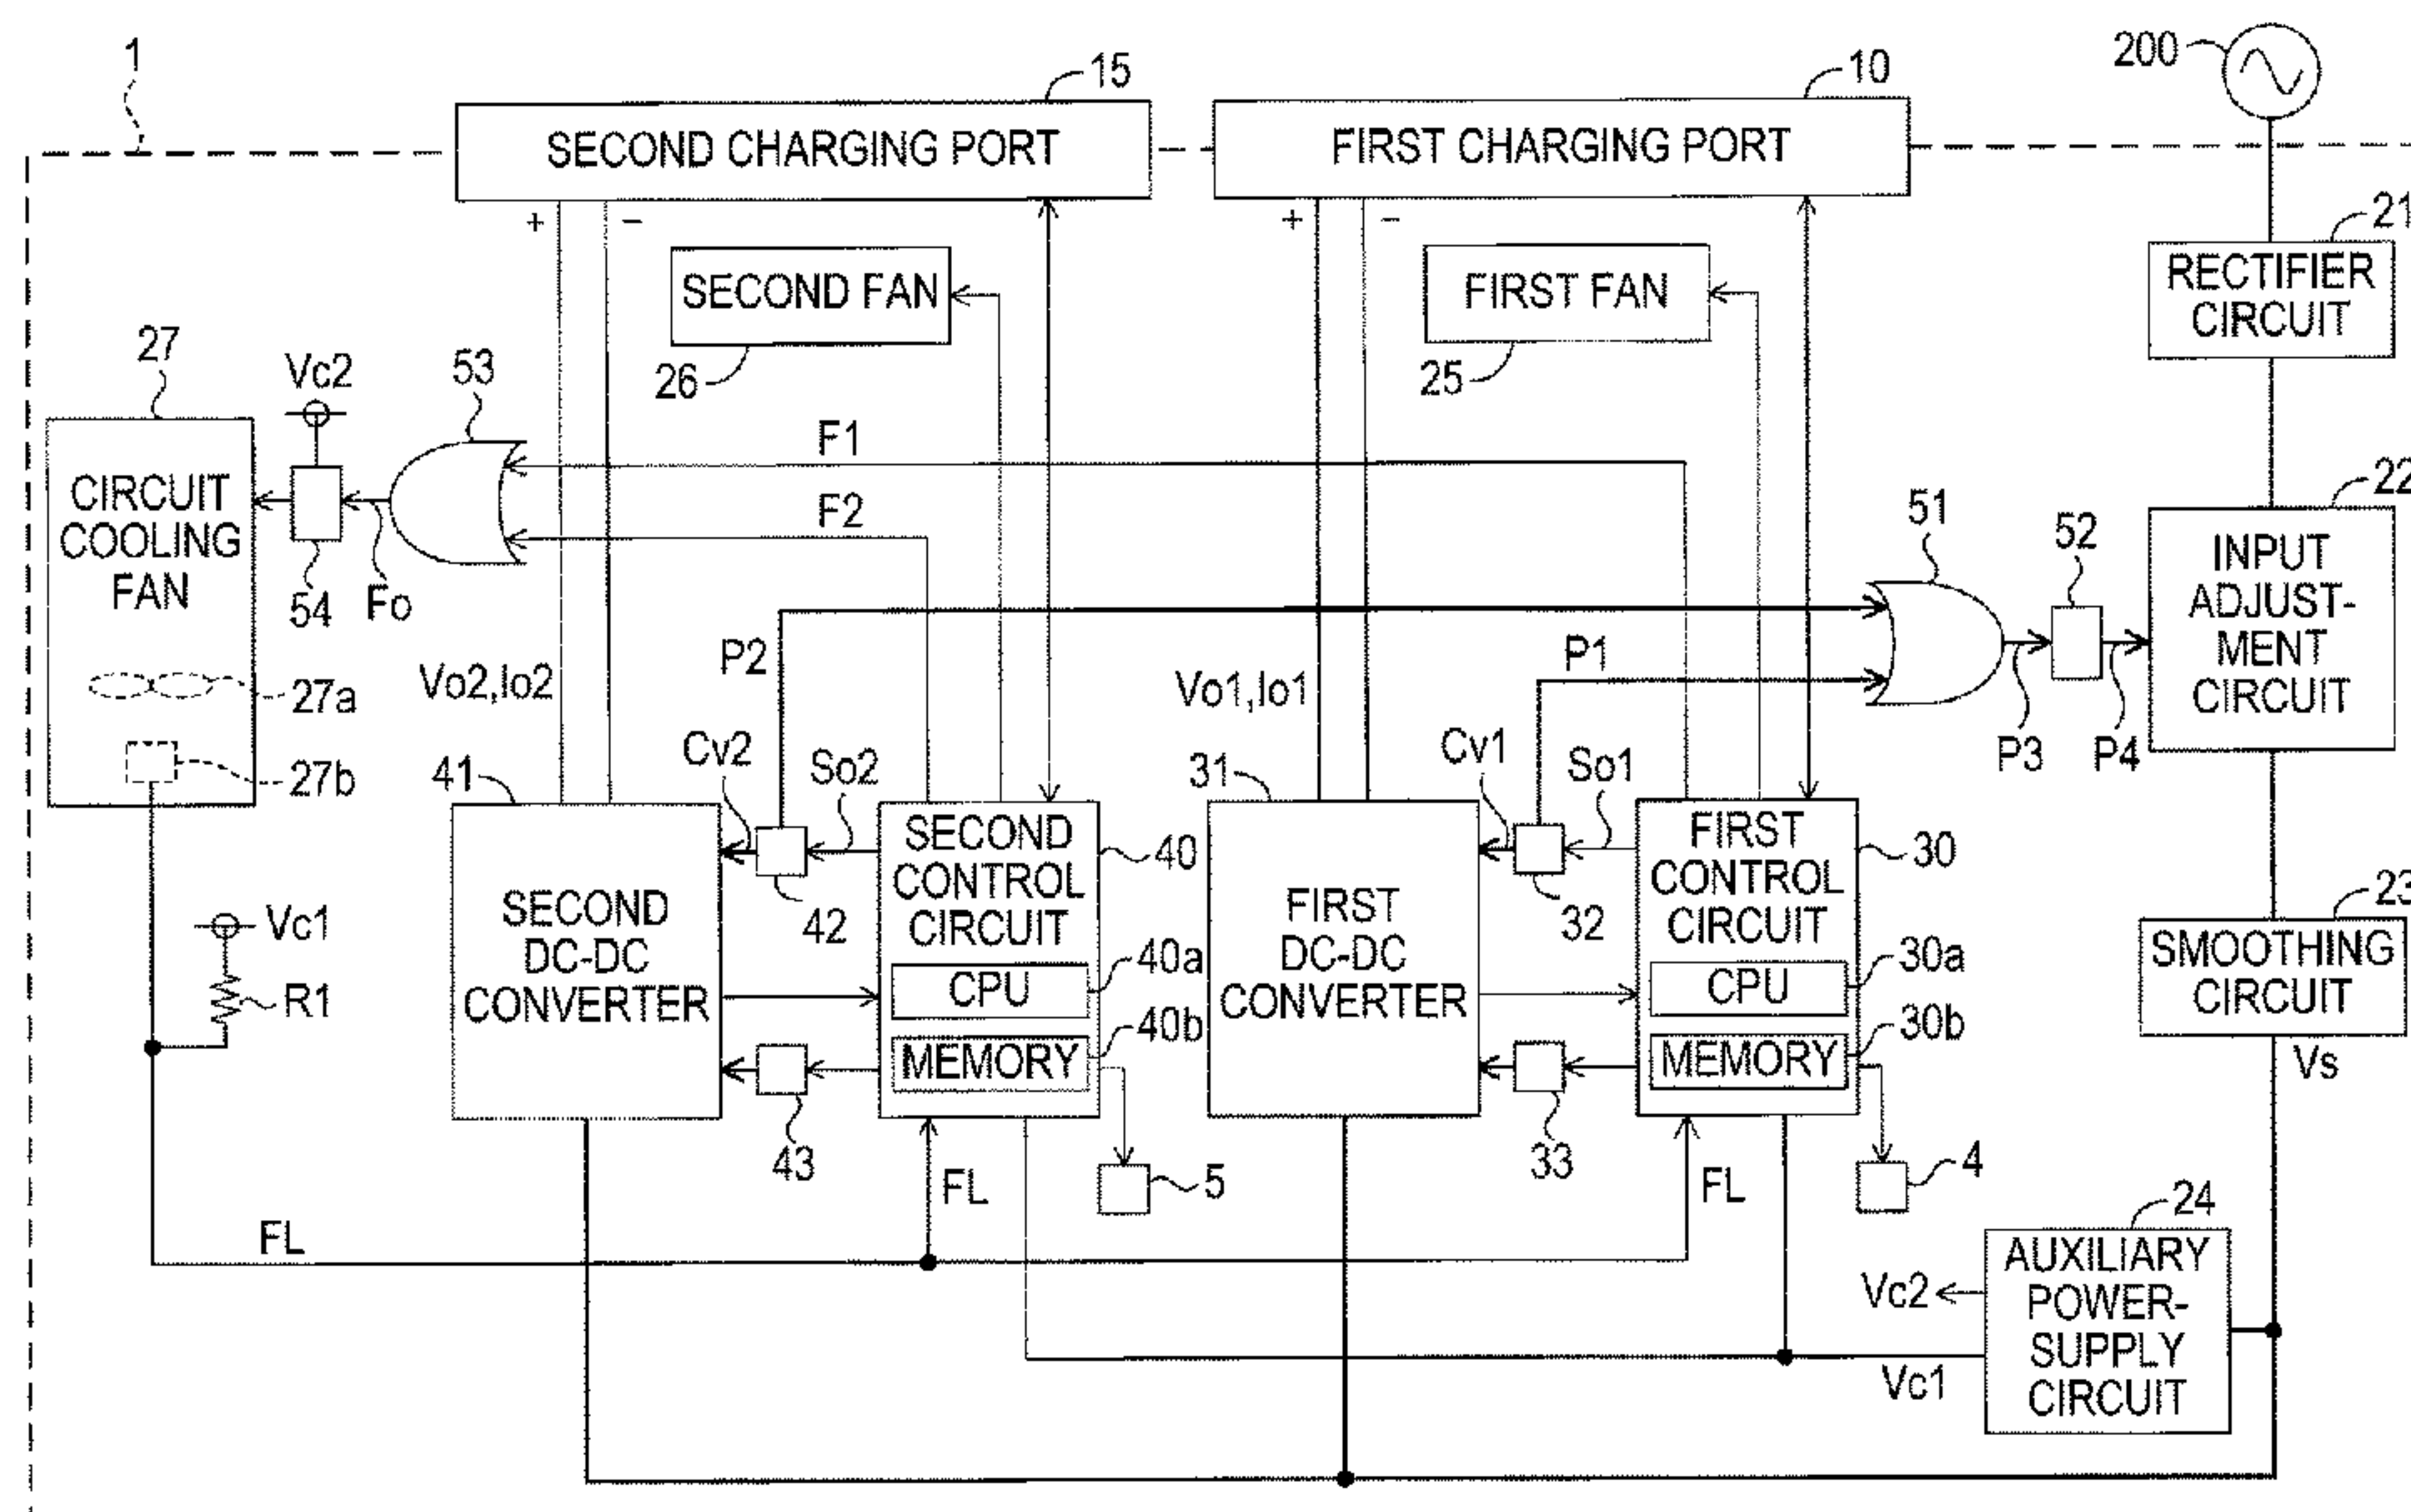 1
15
10
200
SECOND CHARGING PORT
FIRST CHARGING PORT
+
−
+
−
21
RECTIFIER
CIRCUIT
SECOND FAN
FIRST FAN
26
25
27
Vc2
53
F1
F2
CIRCUIT
COOLING
FAN
54
Fo
51
52
22
INPUT
ADJUST-
MENT
CIRCUIT
P2
P1
P3
P4
Vo2,Io2
Vo1,Io1
27a
27b
41
Cv2
So2
31
Cv1
So1
SECOND
CONTROL
CIRCUIT
40
FIRST
CONTROL
CIRCUIT
30
42
32
SECOND
DC-DC
CONVERTER
FIRST
DC-DC
CONVERTER
CPU
40a
CPU
30a
MEMORY
40b
MEMORY
30b
23
SMOOTHING
CIRCUIT
Vs
Vc1
R1
43
33
FL
5
FL
4
FL
24
AUXILIARY
POWER-
SUPPLY
CIRCUIT
Vc2
Vc1